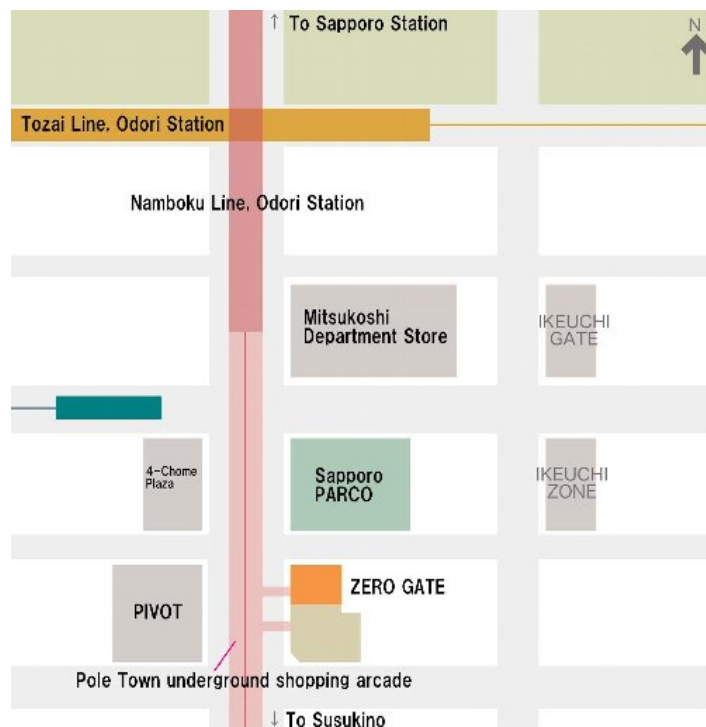 ↑ To Sapporo Station
N
Tozai Line, Odori Station
Namboku Line, Odori Station
Mitsukoshi
Department Store
IKEUCHI
GATE
4-Chome
Plaza
Sapporo
PARCO
IKEUCHI
ZONE
ZERO GATE
PIVOT
Pole Town underground shopping arcade
↓ To Susukino